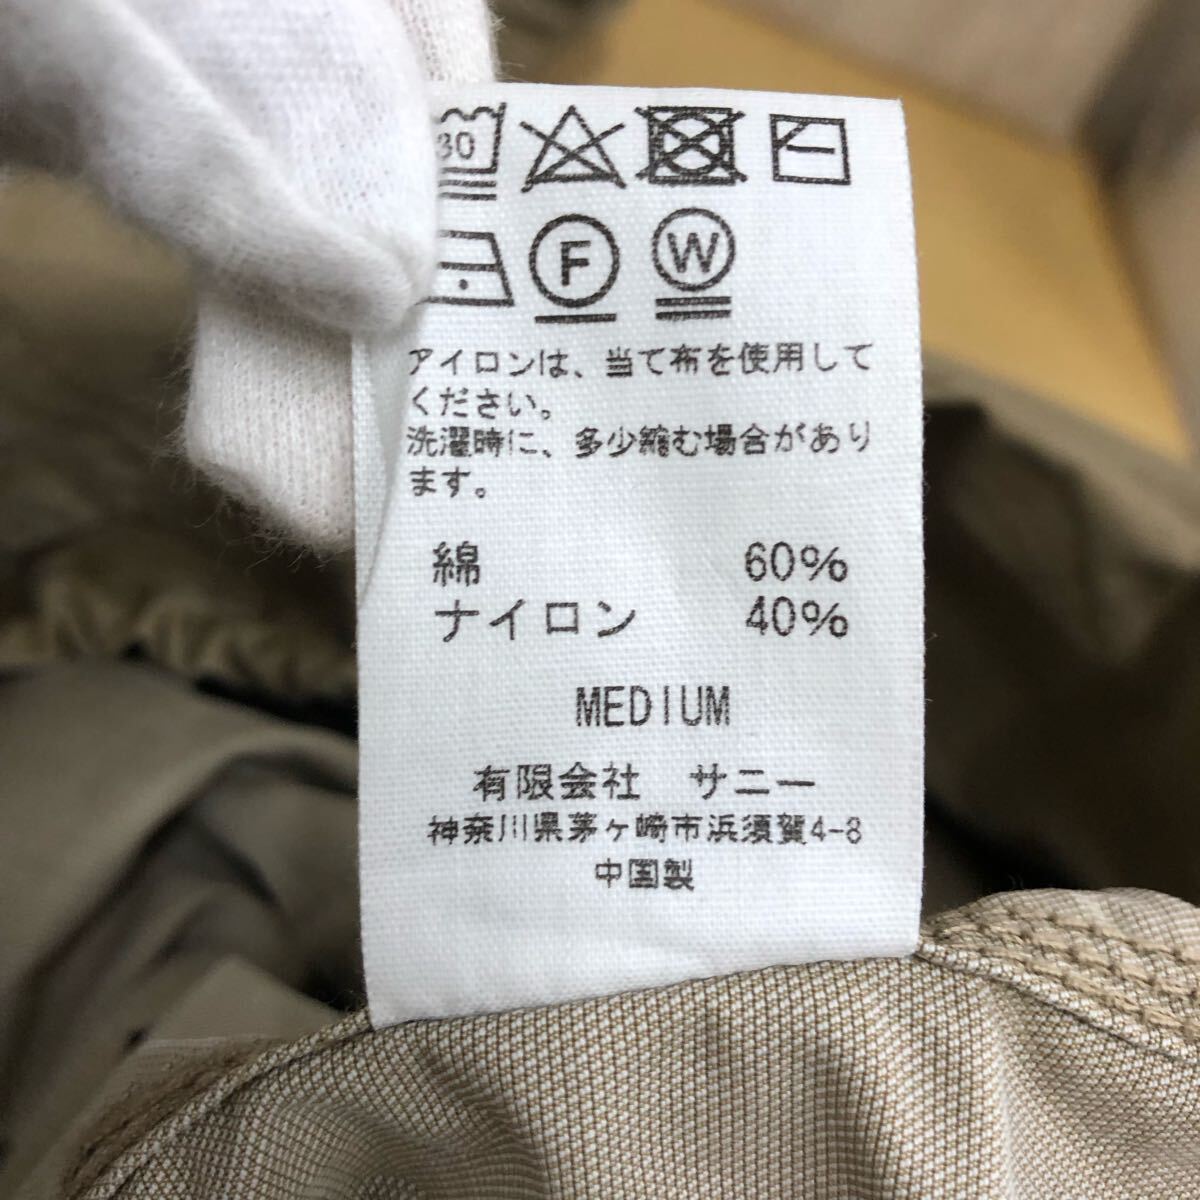 30
F W
アイロンは、当て布を使用して
ください。
洗濯時に、多少縮む場合があり
ます。
綿 60%
ナイロン 40%
MEDIUM
有限会社 サニー
神奈川県茅ヶ崎市浜須賀4-8
中国製